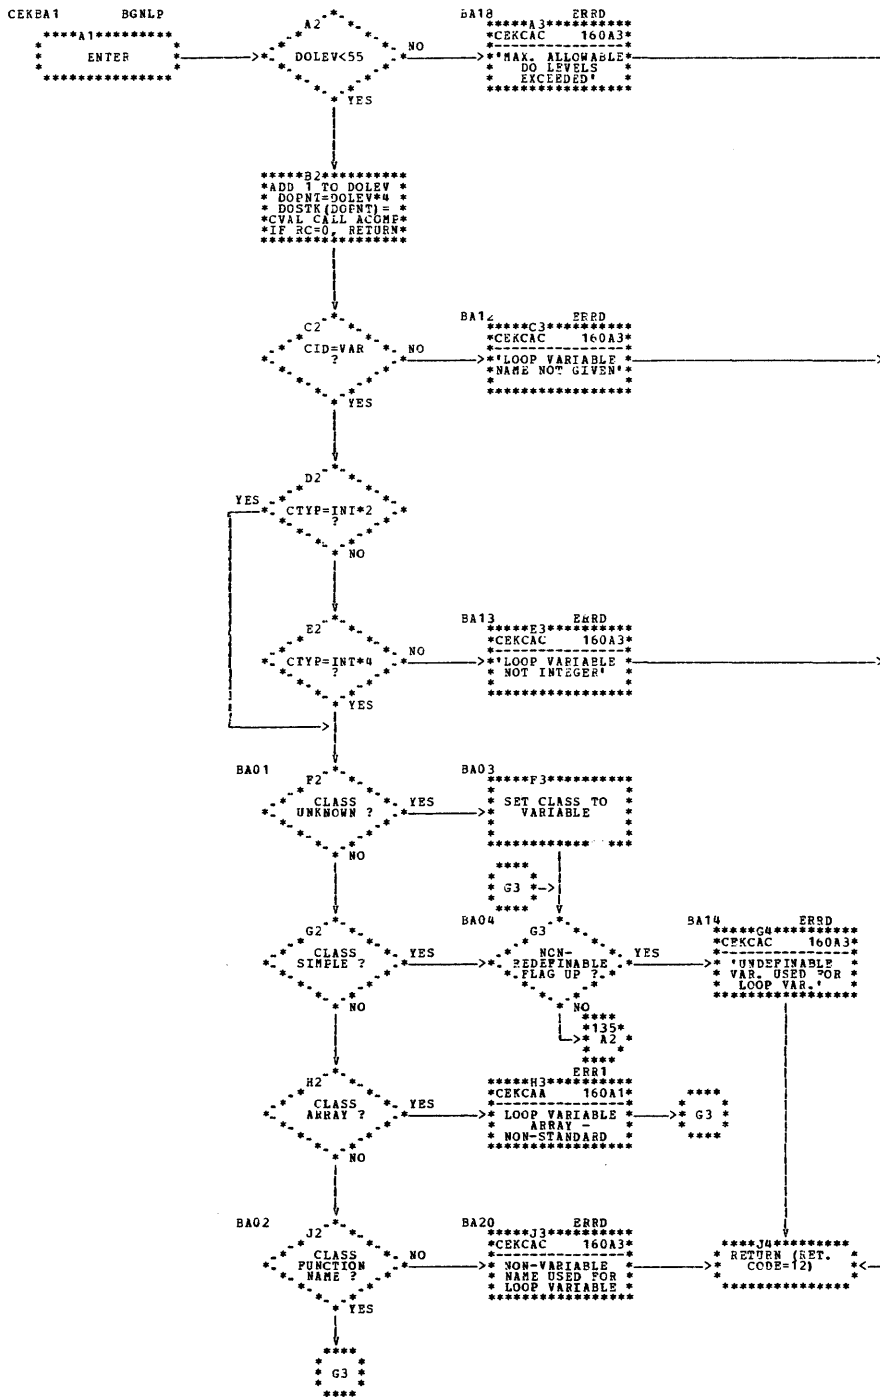 CEKBA1 BGNLP
****A1*********
ENTER
A2
DOLEV<55
NO
YES
BA18 ERRD
*****A3**********
*CEKCAC 160A3*
*'MAX. ALLOWABLE*
DO LEVELS
EXCEEDED'
*****B2**********
*ADD 1 TO DOLEV *
DOPNT=DOLEV*4
DOSTK(DOPNT)=
*CVAL CALL ACOMP*
*IF RC=0, RETURN*
C2
CID=VAR
?
NO
YES
BA12 ERRD
*****C3**********
*CEKCAC 160A3*
*'LOOP VARIABLE *
*NAME NOT GIVEN'*
D2
YES
CTYP=INT*2
?
NO
E2
CTYP=INT*4
?
NO
YES
BA13 ERRD
*****E3**********
*CEKCAC 160A3*
*'LOOP VARIABLE *
NOT INTEGER'
BA01
F2
CLASS
UNKNOWN ?
YES
NO
BA03
*****F3**********
SET CLASS TO
VARIABLE
G3
G2
CLASS
SIMPLE ?
YES
NO
BA04
G3
NON-
REDEFINABLE
FLAG UP ?
YES
NO
BA14 ERRD
*****G4**********
*CEKCAC 160A3*
'UNDEFINABLE
VAR. USED FOR
LOOP VAR.'
*135*
A2
H2
CLASS
ARRAY ?
YES
NO
ERR1
*****H3**********
*CEKCAA 160A1*
LOOP VARIABLE
ARRAY -
NON-STANDARD
G3
BA02
J2
CLASS
FUNCTION
NAME ?
NO
YES
BA20 ERRD
*****J3**********
*CEKCAC 160A3*
NON-VARIABLE
NAME USED FOR
LOOP VARIABLE
****J4*********
RETURN (RET.
CODE=12)
G3